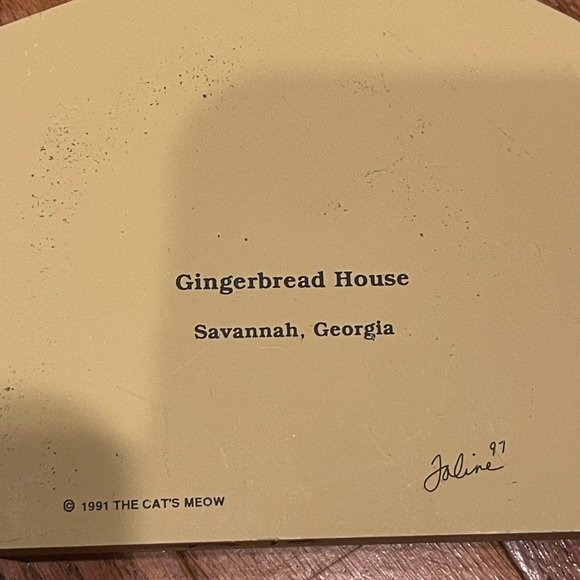 Gingerbread House
Savannah, Georgia
Faline 97
© 1991 THE CAT'S MEOW